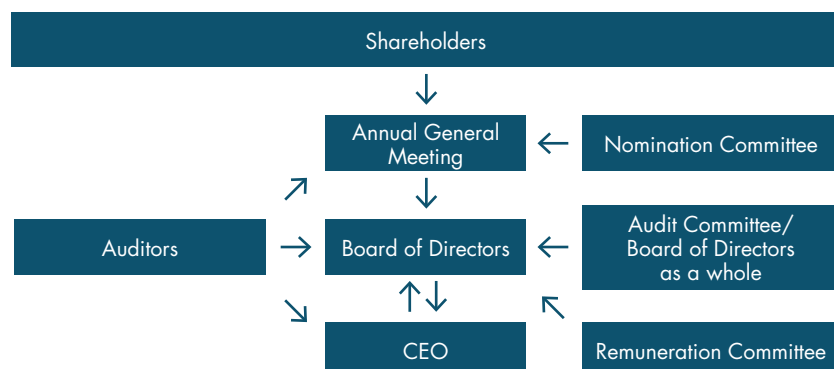 Shareholders
Annual General
Meeting
Nomination Committee
Auditors
Board of Directors
Audit Committee/
Board of Directors
as a whole
CEO
Remuneration Committee